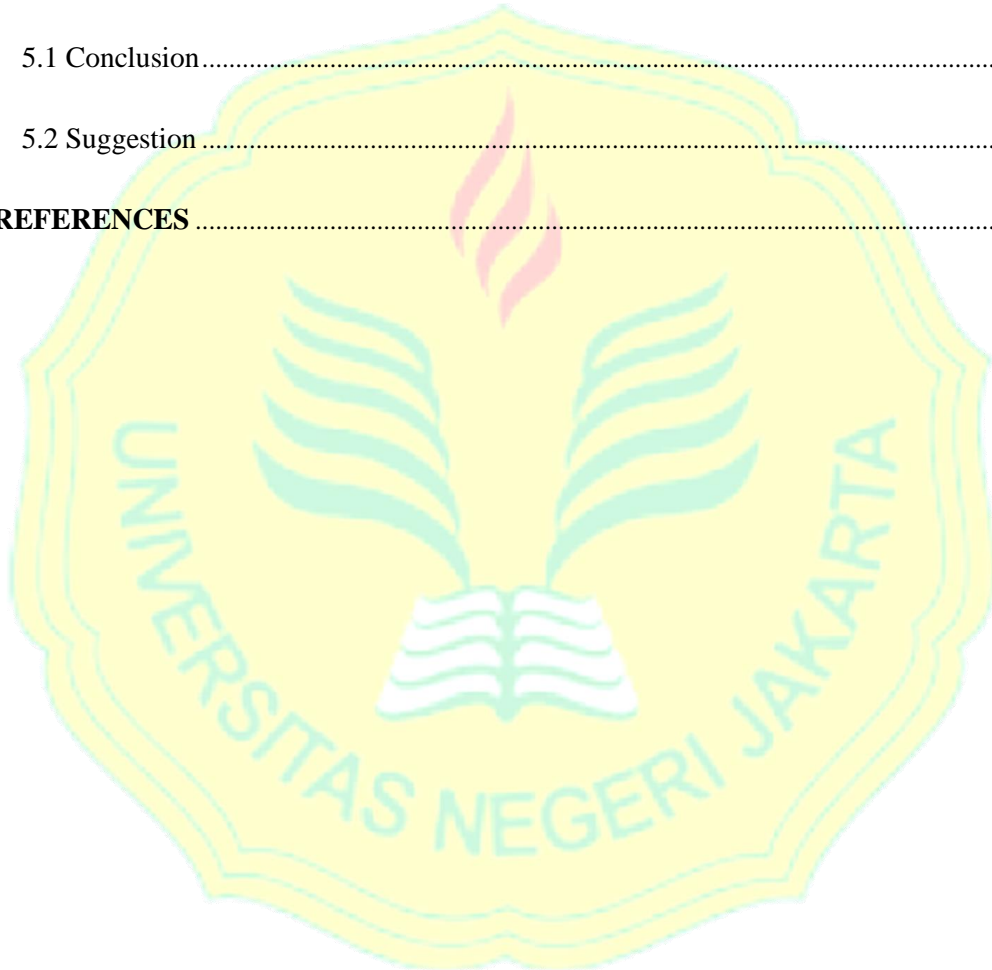 5.1 Conclusion....................................................................................................................
5.2 Suggestion ....................................................................................................................
REFERENCES ....................................................................................................................
UNIVERSITAS NEGERI JAKARTA